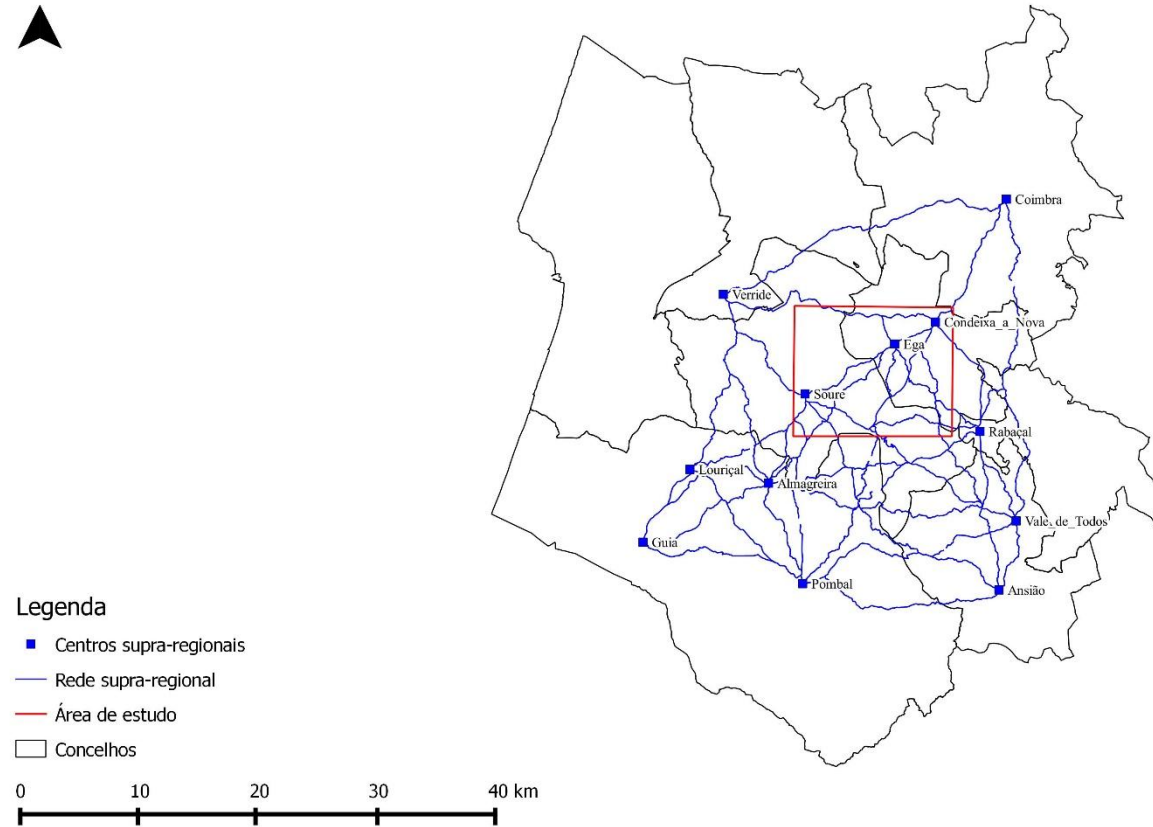 Coimbra
Verride
Condeixa_a_Nova
Ega
Soure
Rabaçal
Louriçal
Almagreira
Vale_de_Todos
Guia
Pombal
Ansião
Legenda
Centros supra-regionais
Rede supra-regional
Área de estudo
Concelhos
0 10 20 30 40 km